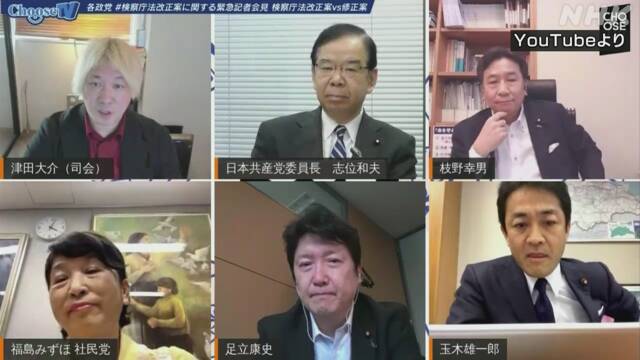 Choose TV
各政党 #検察庁法改正案に関する緊急記者会見 検察庁法改正案vs修正案
NHK
CHO
OSE
YouTubeより
津田大介（司会）
日本共産党委員長　志位和夫
枝野幸男
福島みずほ 社民党
足立康史
玉木雄一郎